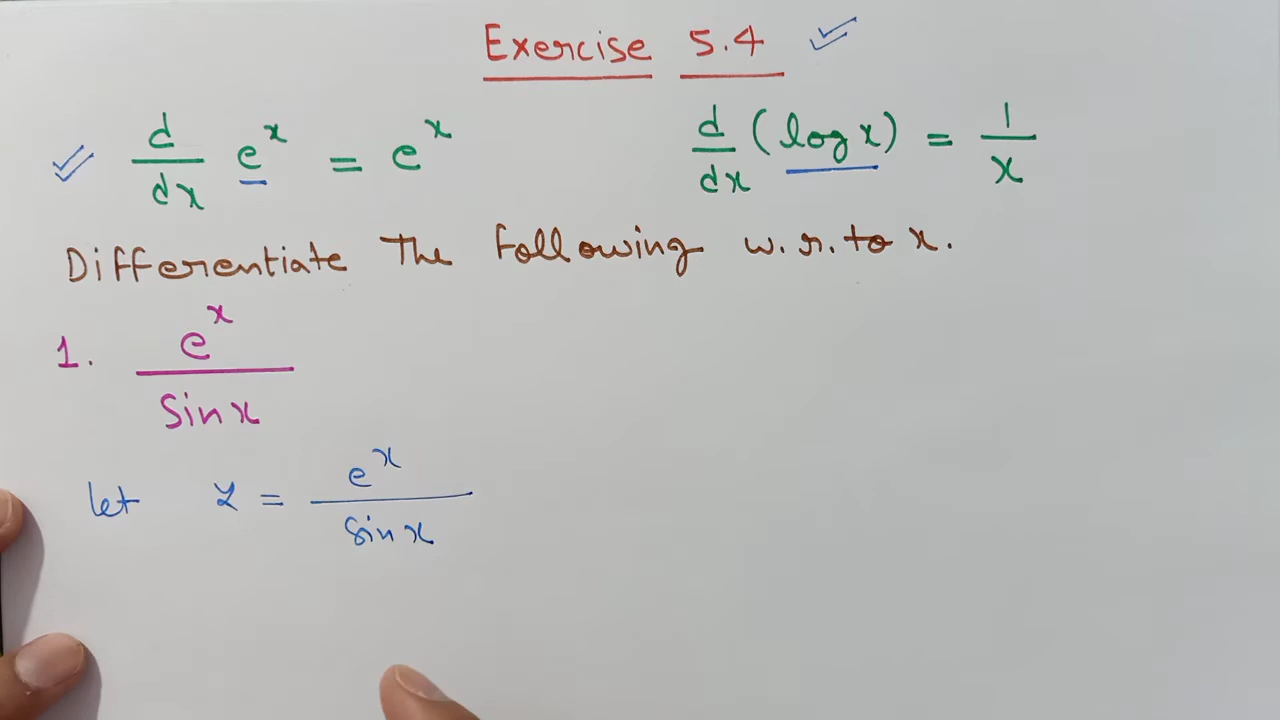 Exercise 5.4
d/dx e^x = e^x
d/dx (log x) = 1/x
Differentiate The Following w.r.to x.
1. e^x / Sin x
let y = e^x / Sin x